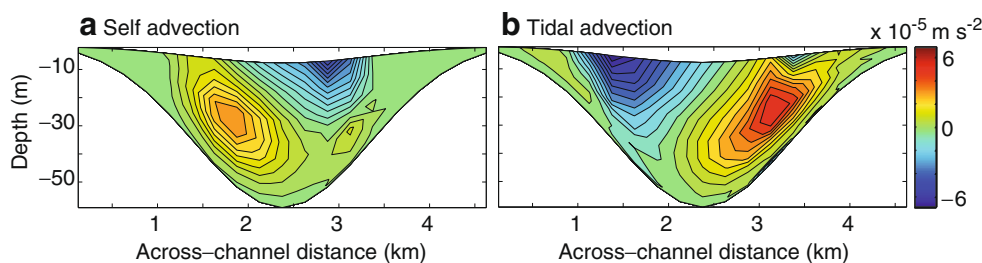 a Self advection
b Tidal advection
x 10⁻⁵ m s⁻²
Depth (m)
−10
−30
−50
1 2 3 4
Across−channel distance (km)
1 2 3 4
Across−channel distance (km)
6
0
−6